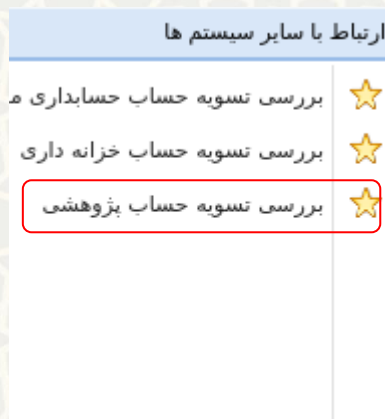 ارتباط با سایر سیستم ها
بررسی تسویه حساب حسابداری
بررسی تسویه حساب خزانه داری
بررسی تسویه حساب پژوهشی